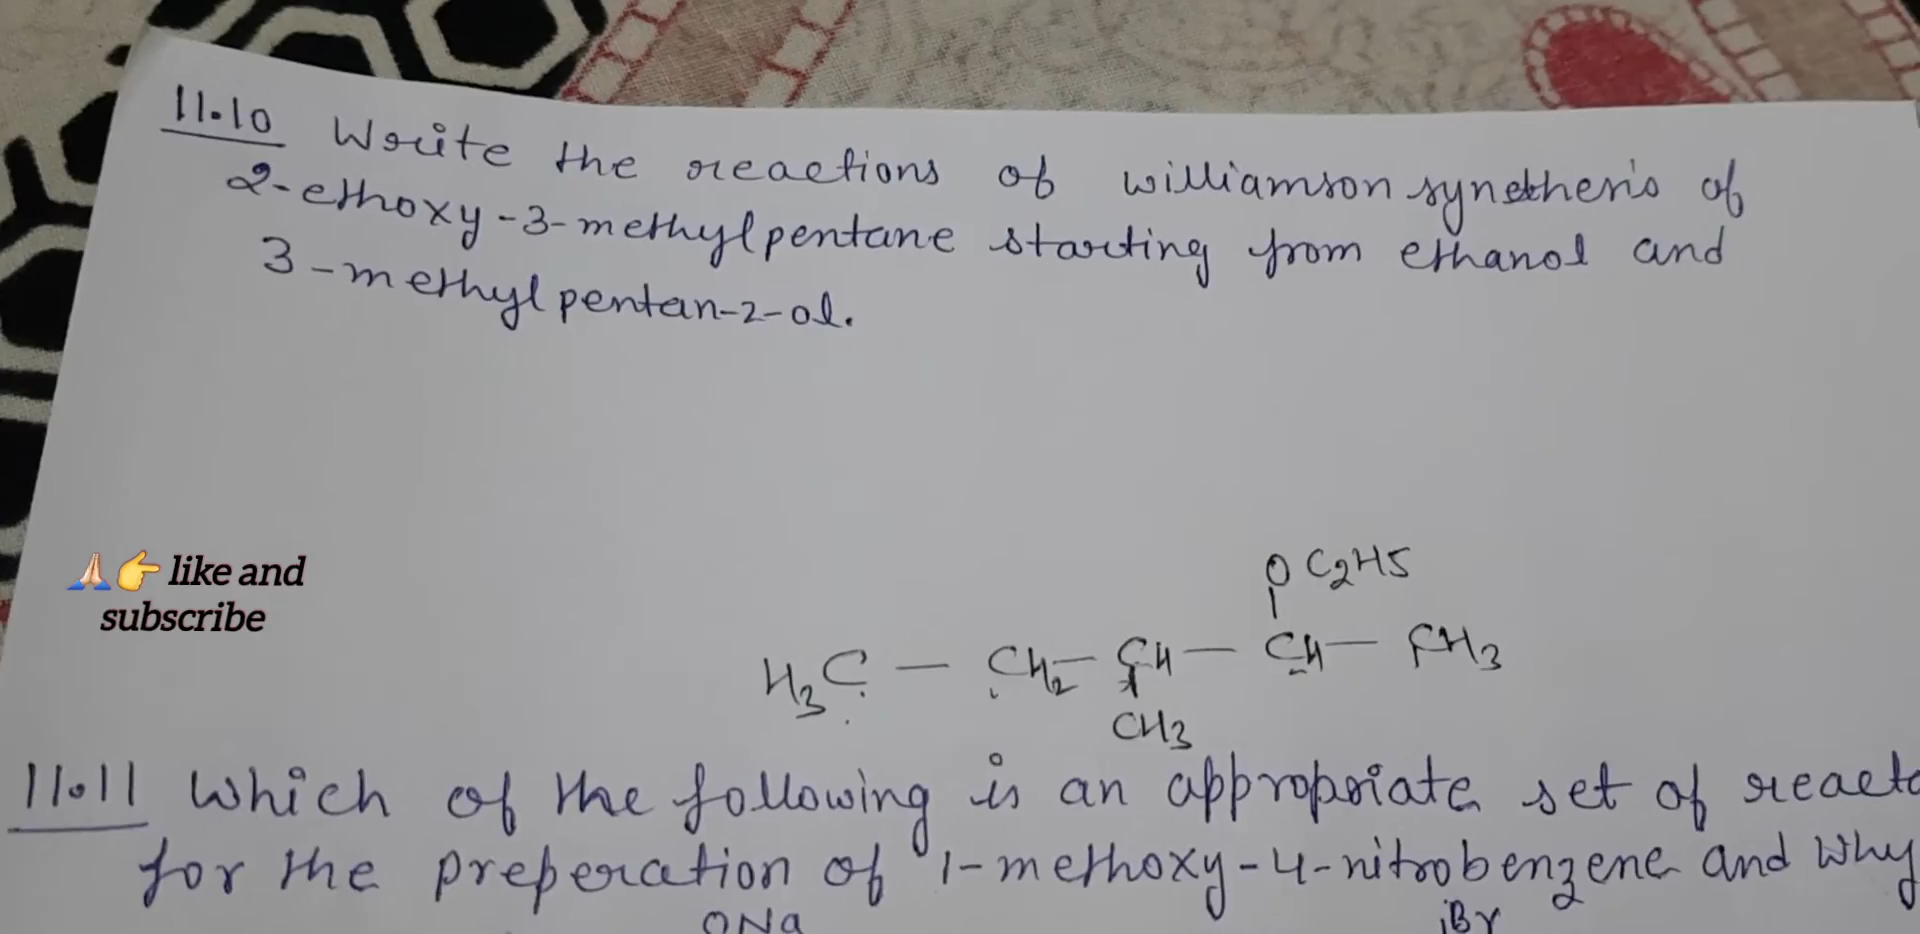 11.10 Write the reactions of williamson synethesis of
2-ethoxy-3-methylpentane starting from ethanol and
3-methylpentan-2-ol.
🙏🏻👉 like and
subscribe
OC2H5
H3C — CH2 — CH — CH — CH3
CH3
11.11 Which of the following is an appropriate set of reacta
for the preperation of 1-methoxy-4-nitrobenzene and Why
ONa
Br